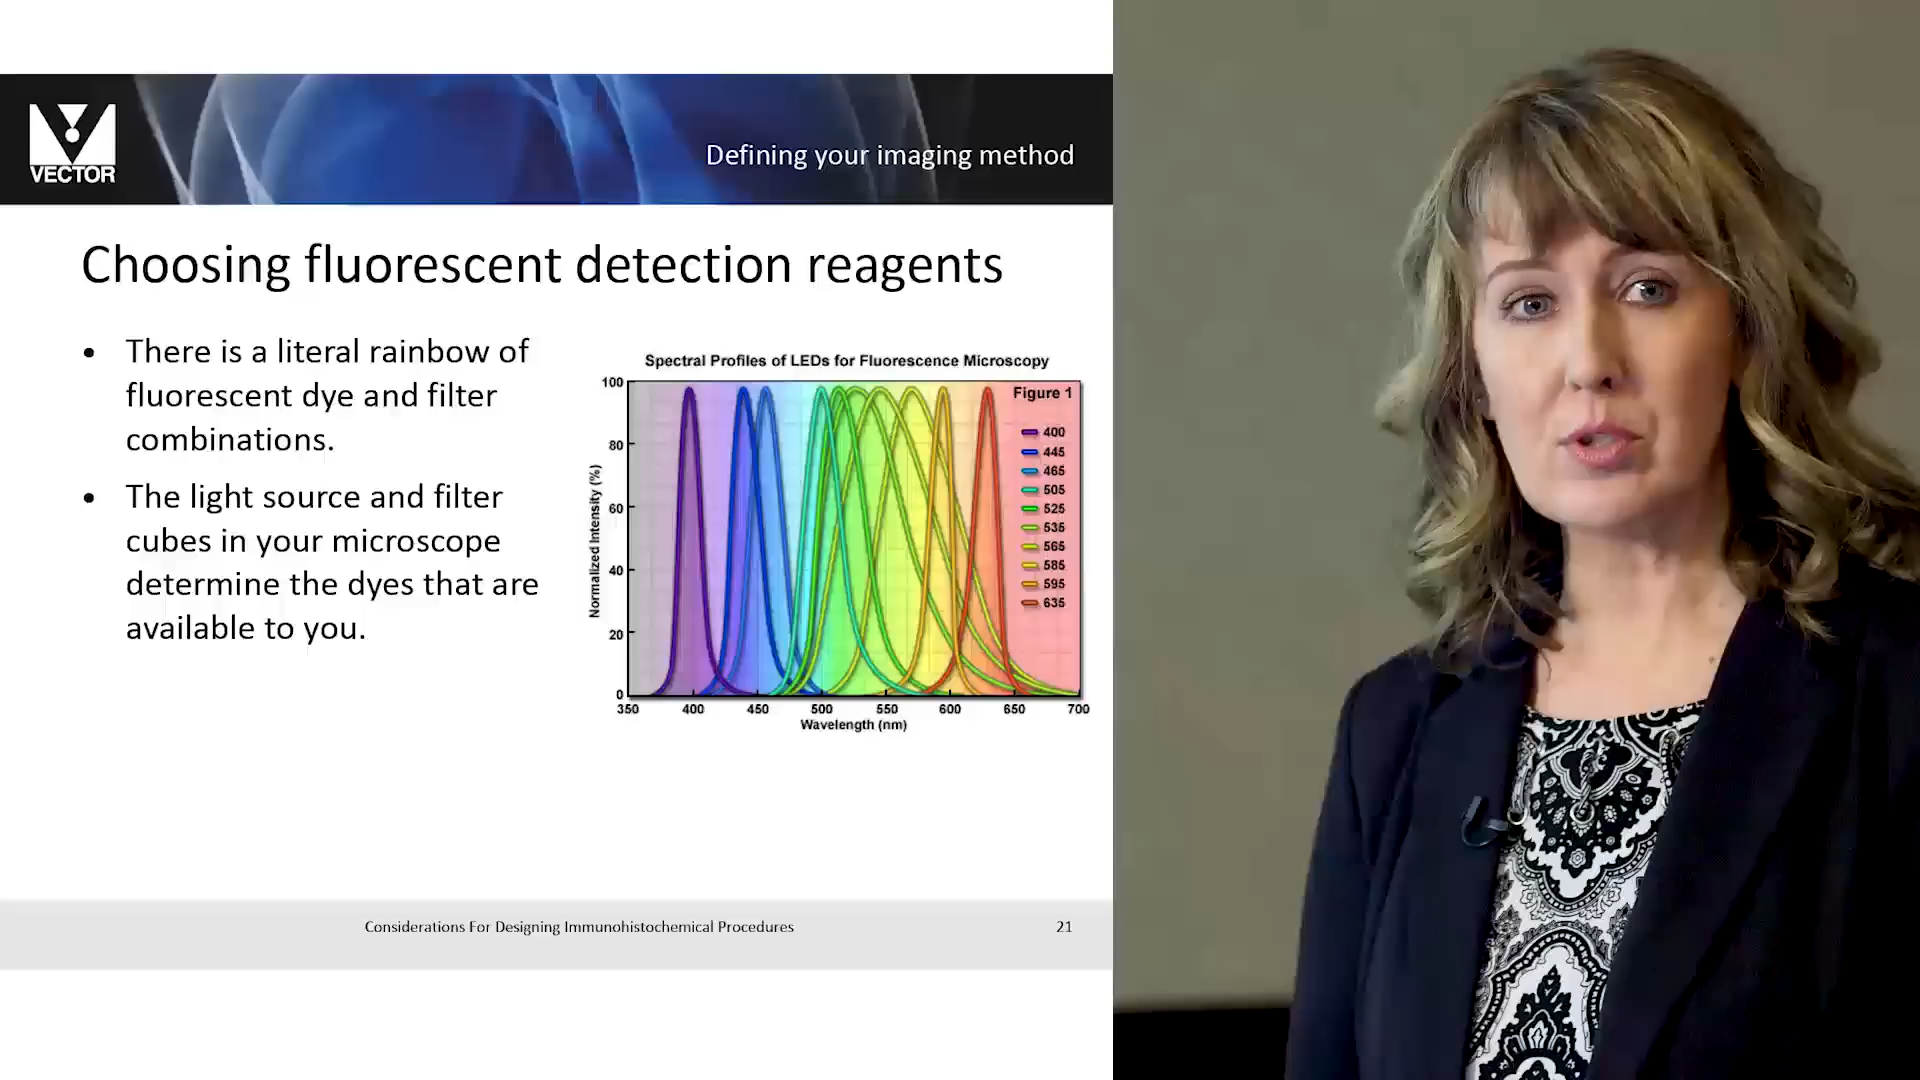 VECTOR
Defining your imaging method
Choosing fluorescent detection reagents
• There is a literal rainbow of
fluorescent dye and filter
combinations.
• The light source and filter
cubes in your microscope
determine the dyes that are
available to you.
Spectral Profiles of LEDs for Fluorescence Microscopy
Figure 1
400
445
465
505
525
535
565
585
595
635
Normalized Intensity (%)
100
80
60
40
20
0
350 400 450 500 550 600 650 700
Wavelength (nm)
Considerations For Designing Immunohistochemical Procedures
21